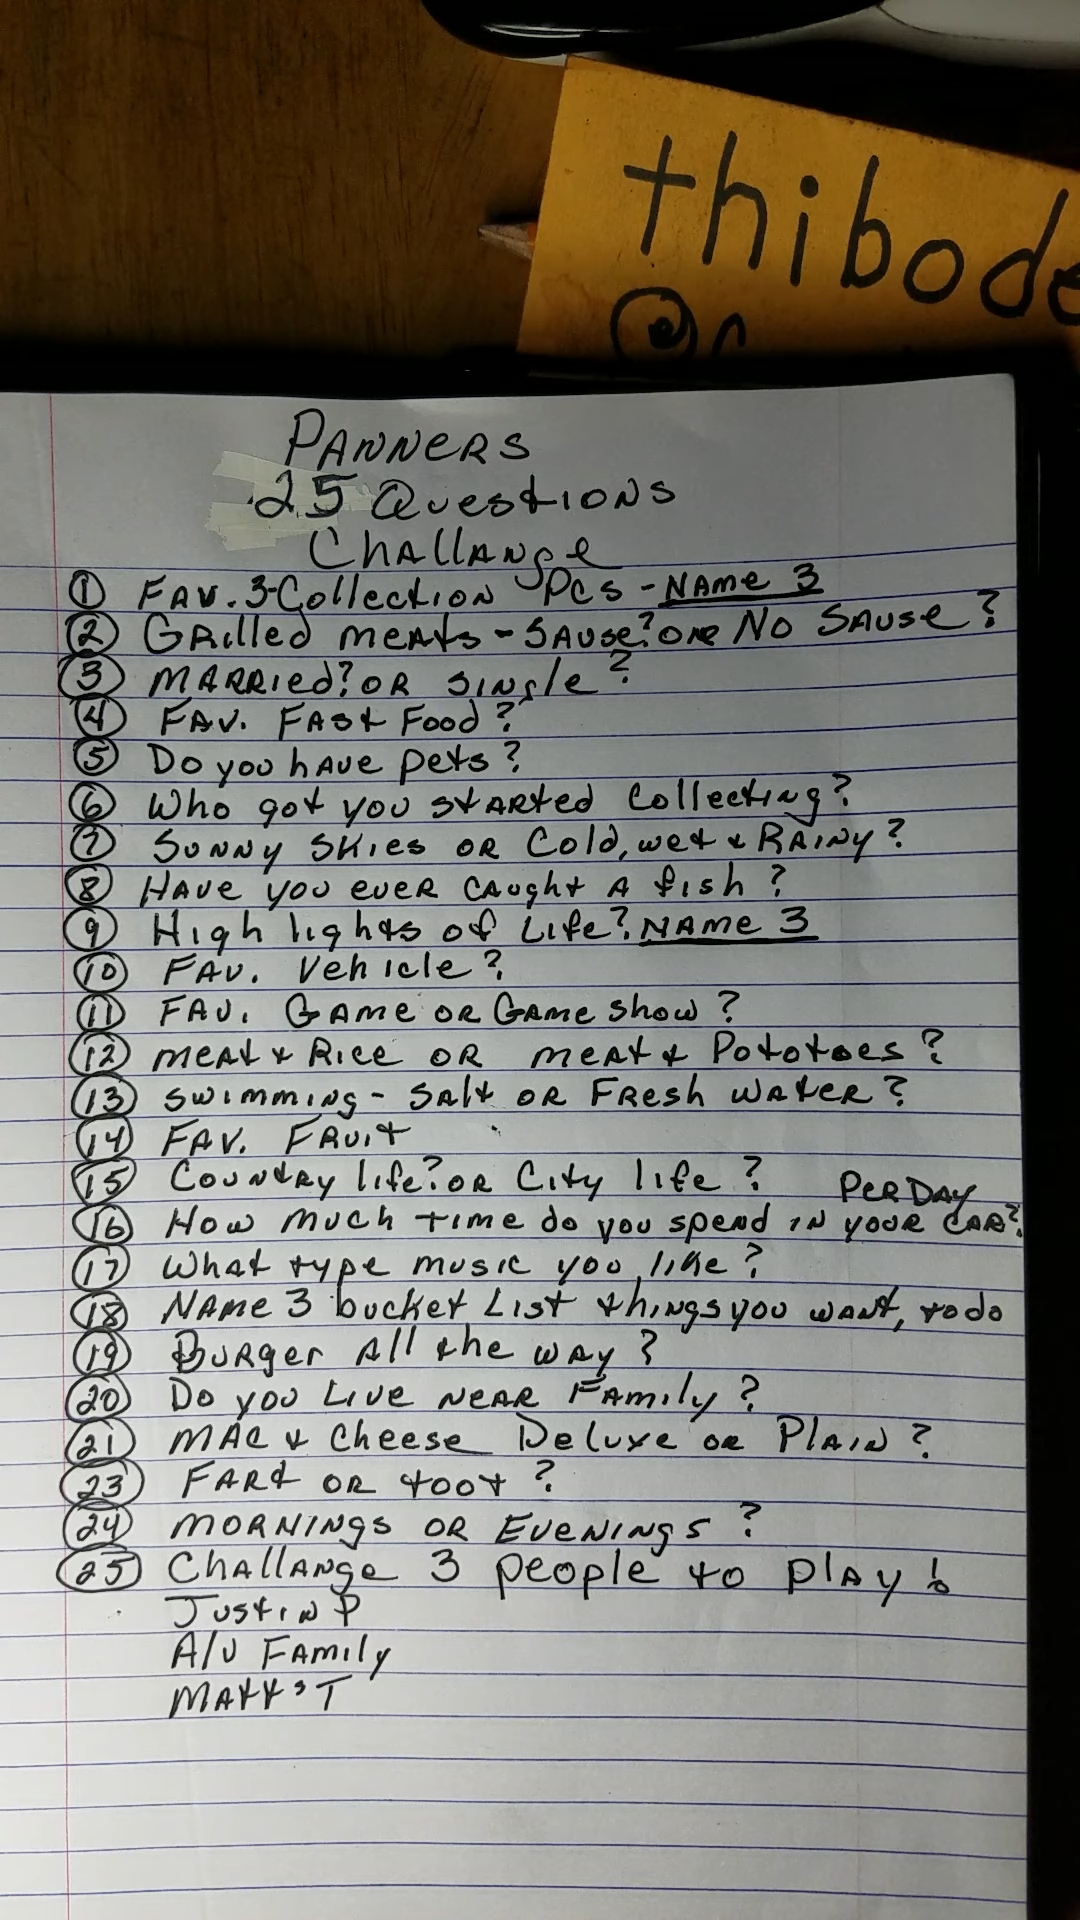 thibode
PANNERS
25 Questions
Challange
① FAV. 3-Collection Pcs - NAME 3
② GRilled meats - SAUSE? OR NO SAUSE?
③ MARRied? OR single?
④ FAV. FAst Food?
⑤ Do you hAve pets?
⑥ Who got you stARted Collecting?
⑦ SUNNY SKies OR Cold, wet & RAINY?
⑧ HAve you eveR CAught A fish?
⑨ High lights of Life? NAME 3
⑩ FAV. Vehicle?
⑪ FAV. GAME OR GAME Show?
⑫ meat & Rice OR meat & Pototoes?
⑬ swimming - SAlt OR FResh WAteR?
⑭ FAV. FRuit
⑮ CouNtRy life? OR City life?
PeR DAY
⑯ How much time do you spend in youR CAR?
⑰ WhAt type music you like?
⑱ NAme 3 bucket List things you wAnt, to do
⑲ BuRger All the wAy?
⑳ Do you Live NeAR FAmily?
㉑ MAC & Cheese Deluxe OR PlAiN?
㉓ FARt OR toot?
㉔ MORNINgs OR EveNiNgs?
㉕ ChAllANge 3 people to plAy!
JustiN P
A/U FAmily
MAtt's T